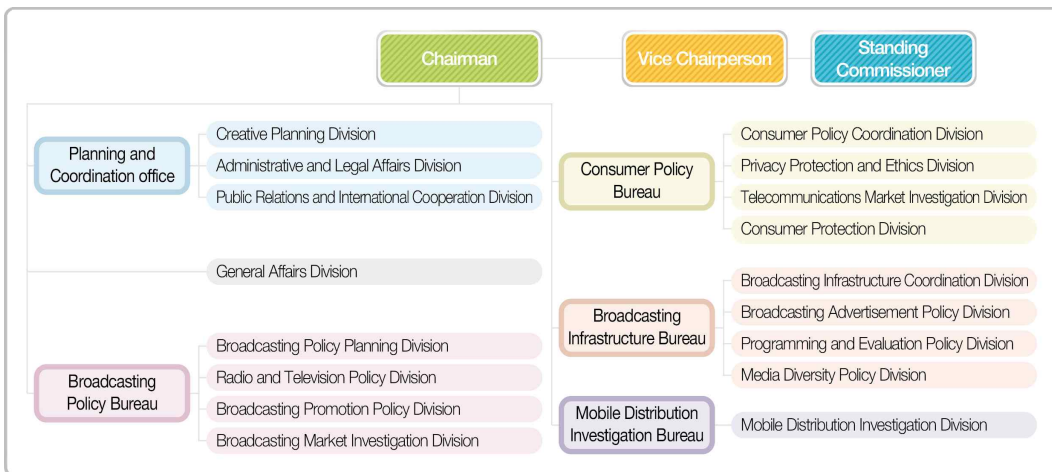 Chairman
Vice Chairperson
Standing
Commissioner
Planning and
Coordination office
Creative Planning Division
Administrative and Legal Affairs Division
Public Relations and International Cooperation Division
General Affairs Division
Broadcasting
Policy Bureau
Broadcasting Policy Planning Division
Radio and Television Policy Division
Broadcasting Promotion Policy Division
Broadcasting Market Investigation Division
Consumer Policy
Bureau
Consumer Policy Coordination Division
Privacy Protection and Ethics Division
Telecommunications Market Investigation Division
Consumer Protection Division
Broadcasting
Infrastructure Bureau
Broadcasting Infrastructure Coordination Division
Broadcasting Advertisement Policy Division
Programming and Evaluation Policy Division
Media Diversity Policy Division
Mobile Distribution
Investigation Bureau
Mobile Distribution Investigation Division